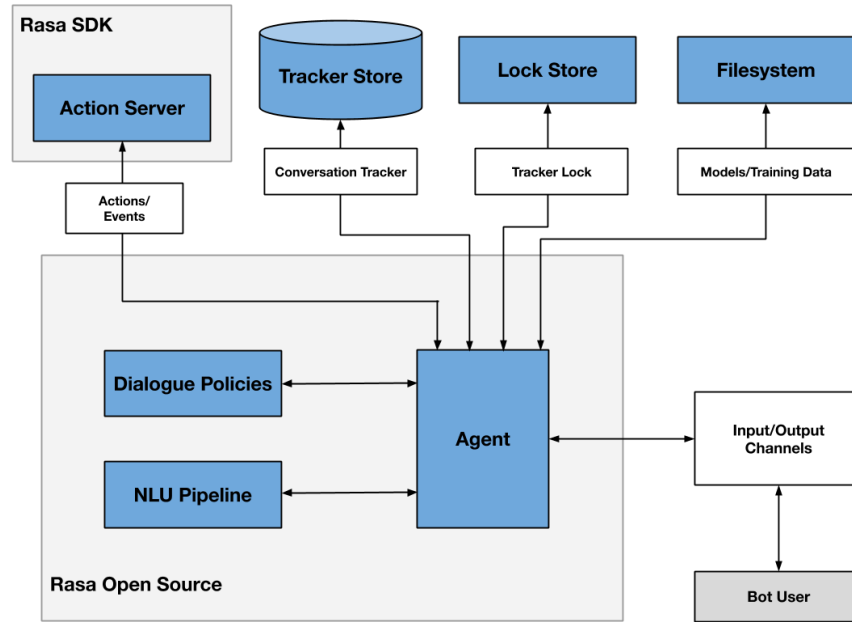 Rasa SDK
Action Server
Tracker Store
Lock Store
Filesystem
Actions/
Events
Conversation Tracker
Tracker Lock
Models/Training Data
Dialogue Policies
NLU Pipeline
Agent
Input/Output
Channels
Rasa Open Source
Bot User